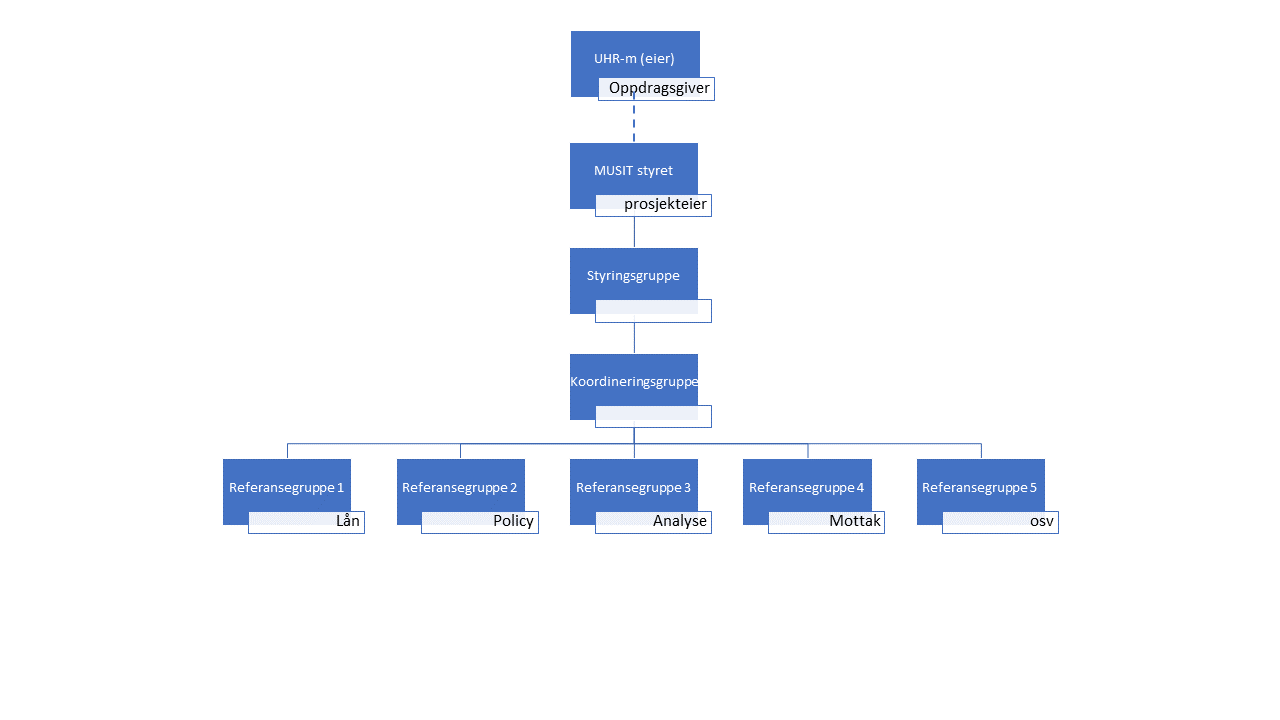 UHR-m (eier)
Oppdragsgiver
MUSIT styret
prosjekteier
Styringsgruppe
Koordineringsgruppe
Referansegruppe 1
Lån
Referansegruppe 2
Policy
Referansegruppe 3
Analyse
Referansegruppe 4
Mottak
Referansegruppe 5
osv